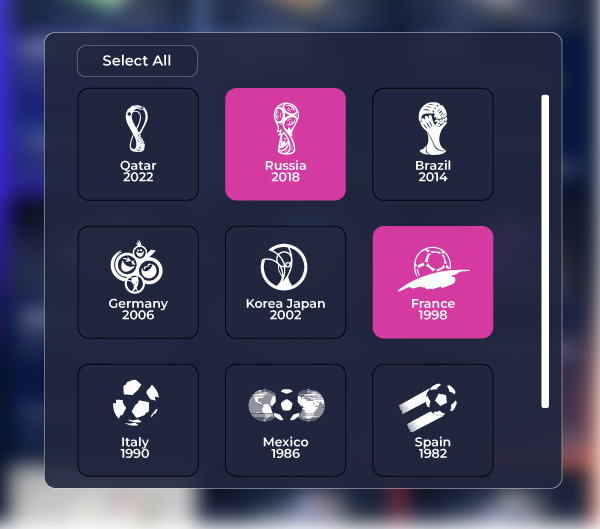 Select All
Qatar
2022
Russia
2018
Brazil
2014
Germany
2006
Korea Japan
2002
France
1998
Italy
1990
Mexico
1986
Spain
1982